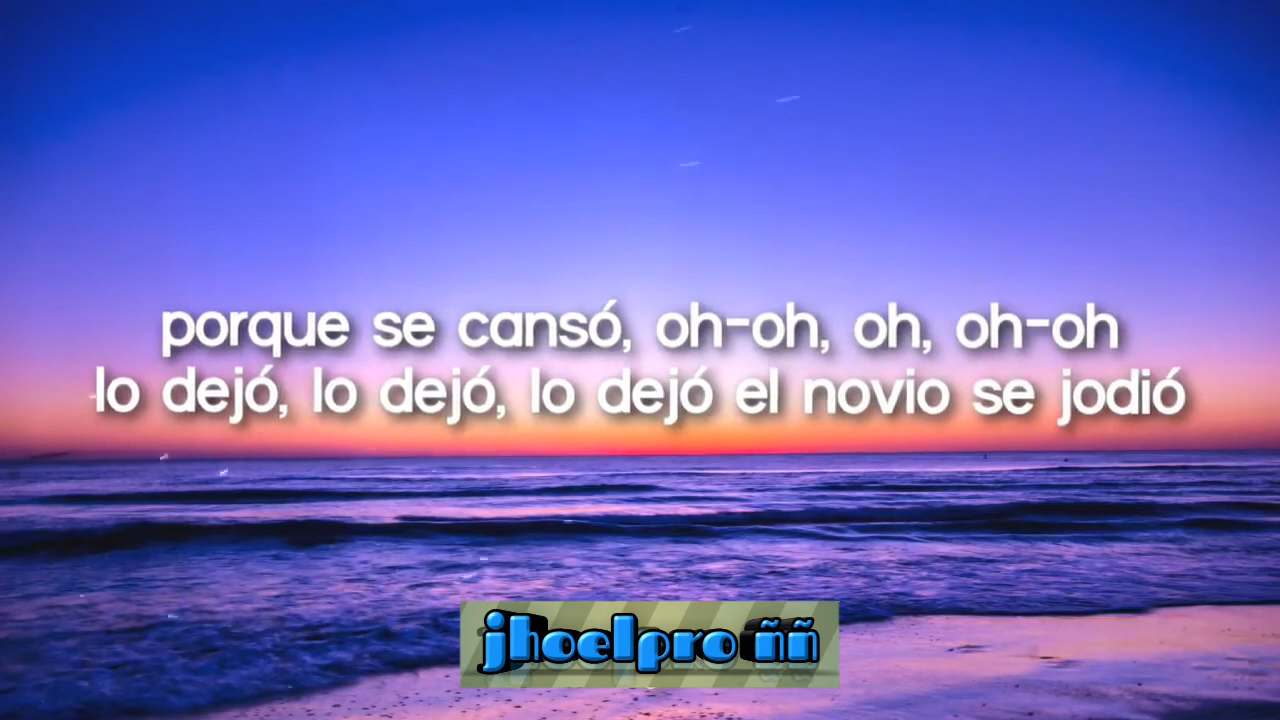 porque se cansó, oh-oh, oh, oh-oh
lo dejó, lo dejó, lo dejó el novio se jodió
jhoelpro ññ